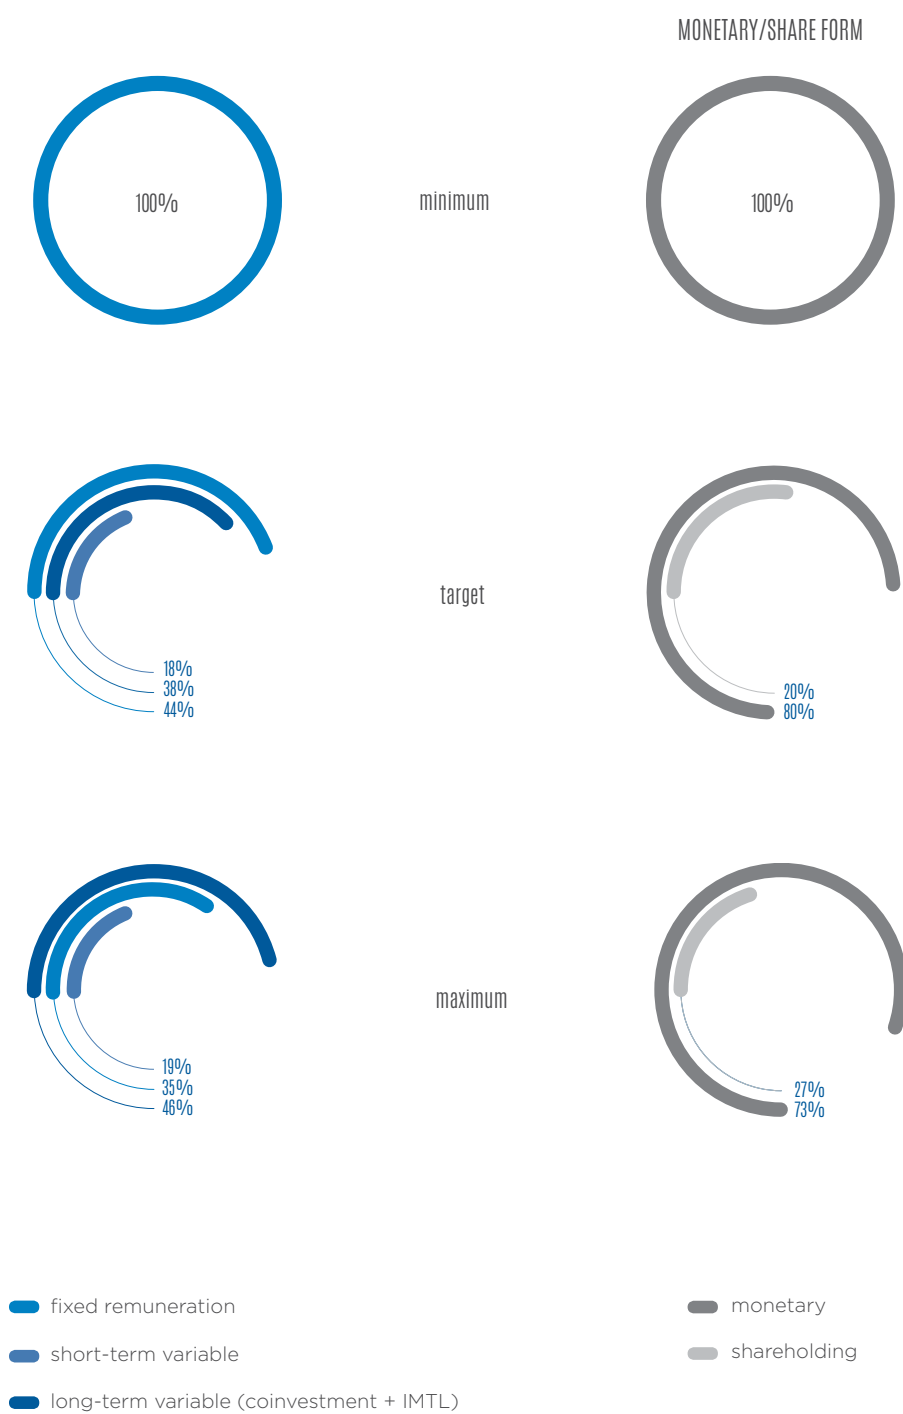 MONETARY/SHARE FORM
100%
minimum
100%
target
18%
38%
44%
20%
80%
maximum
19%
35%
46%
27%
73%
fixed remuneration
short-term variable
long-term variable (coinvestment + IMTL)
monetary
shareholding